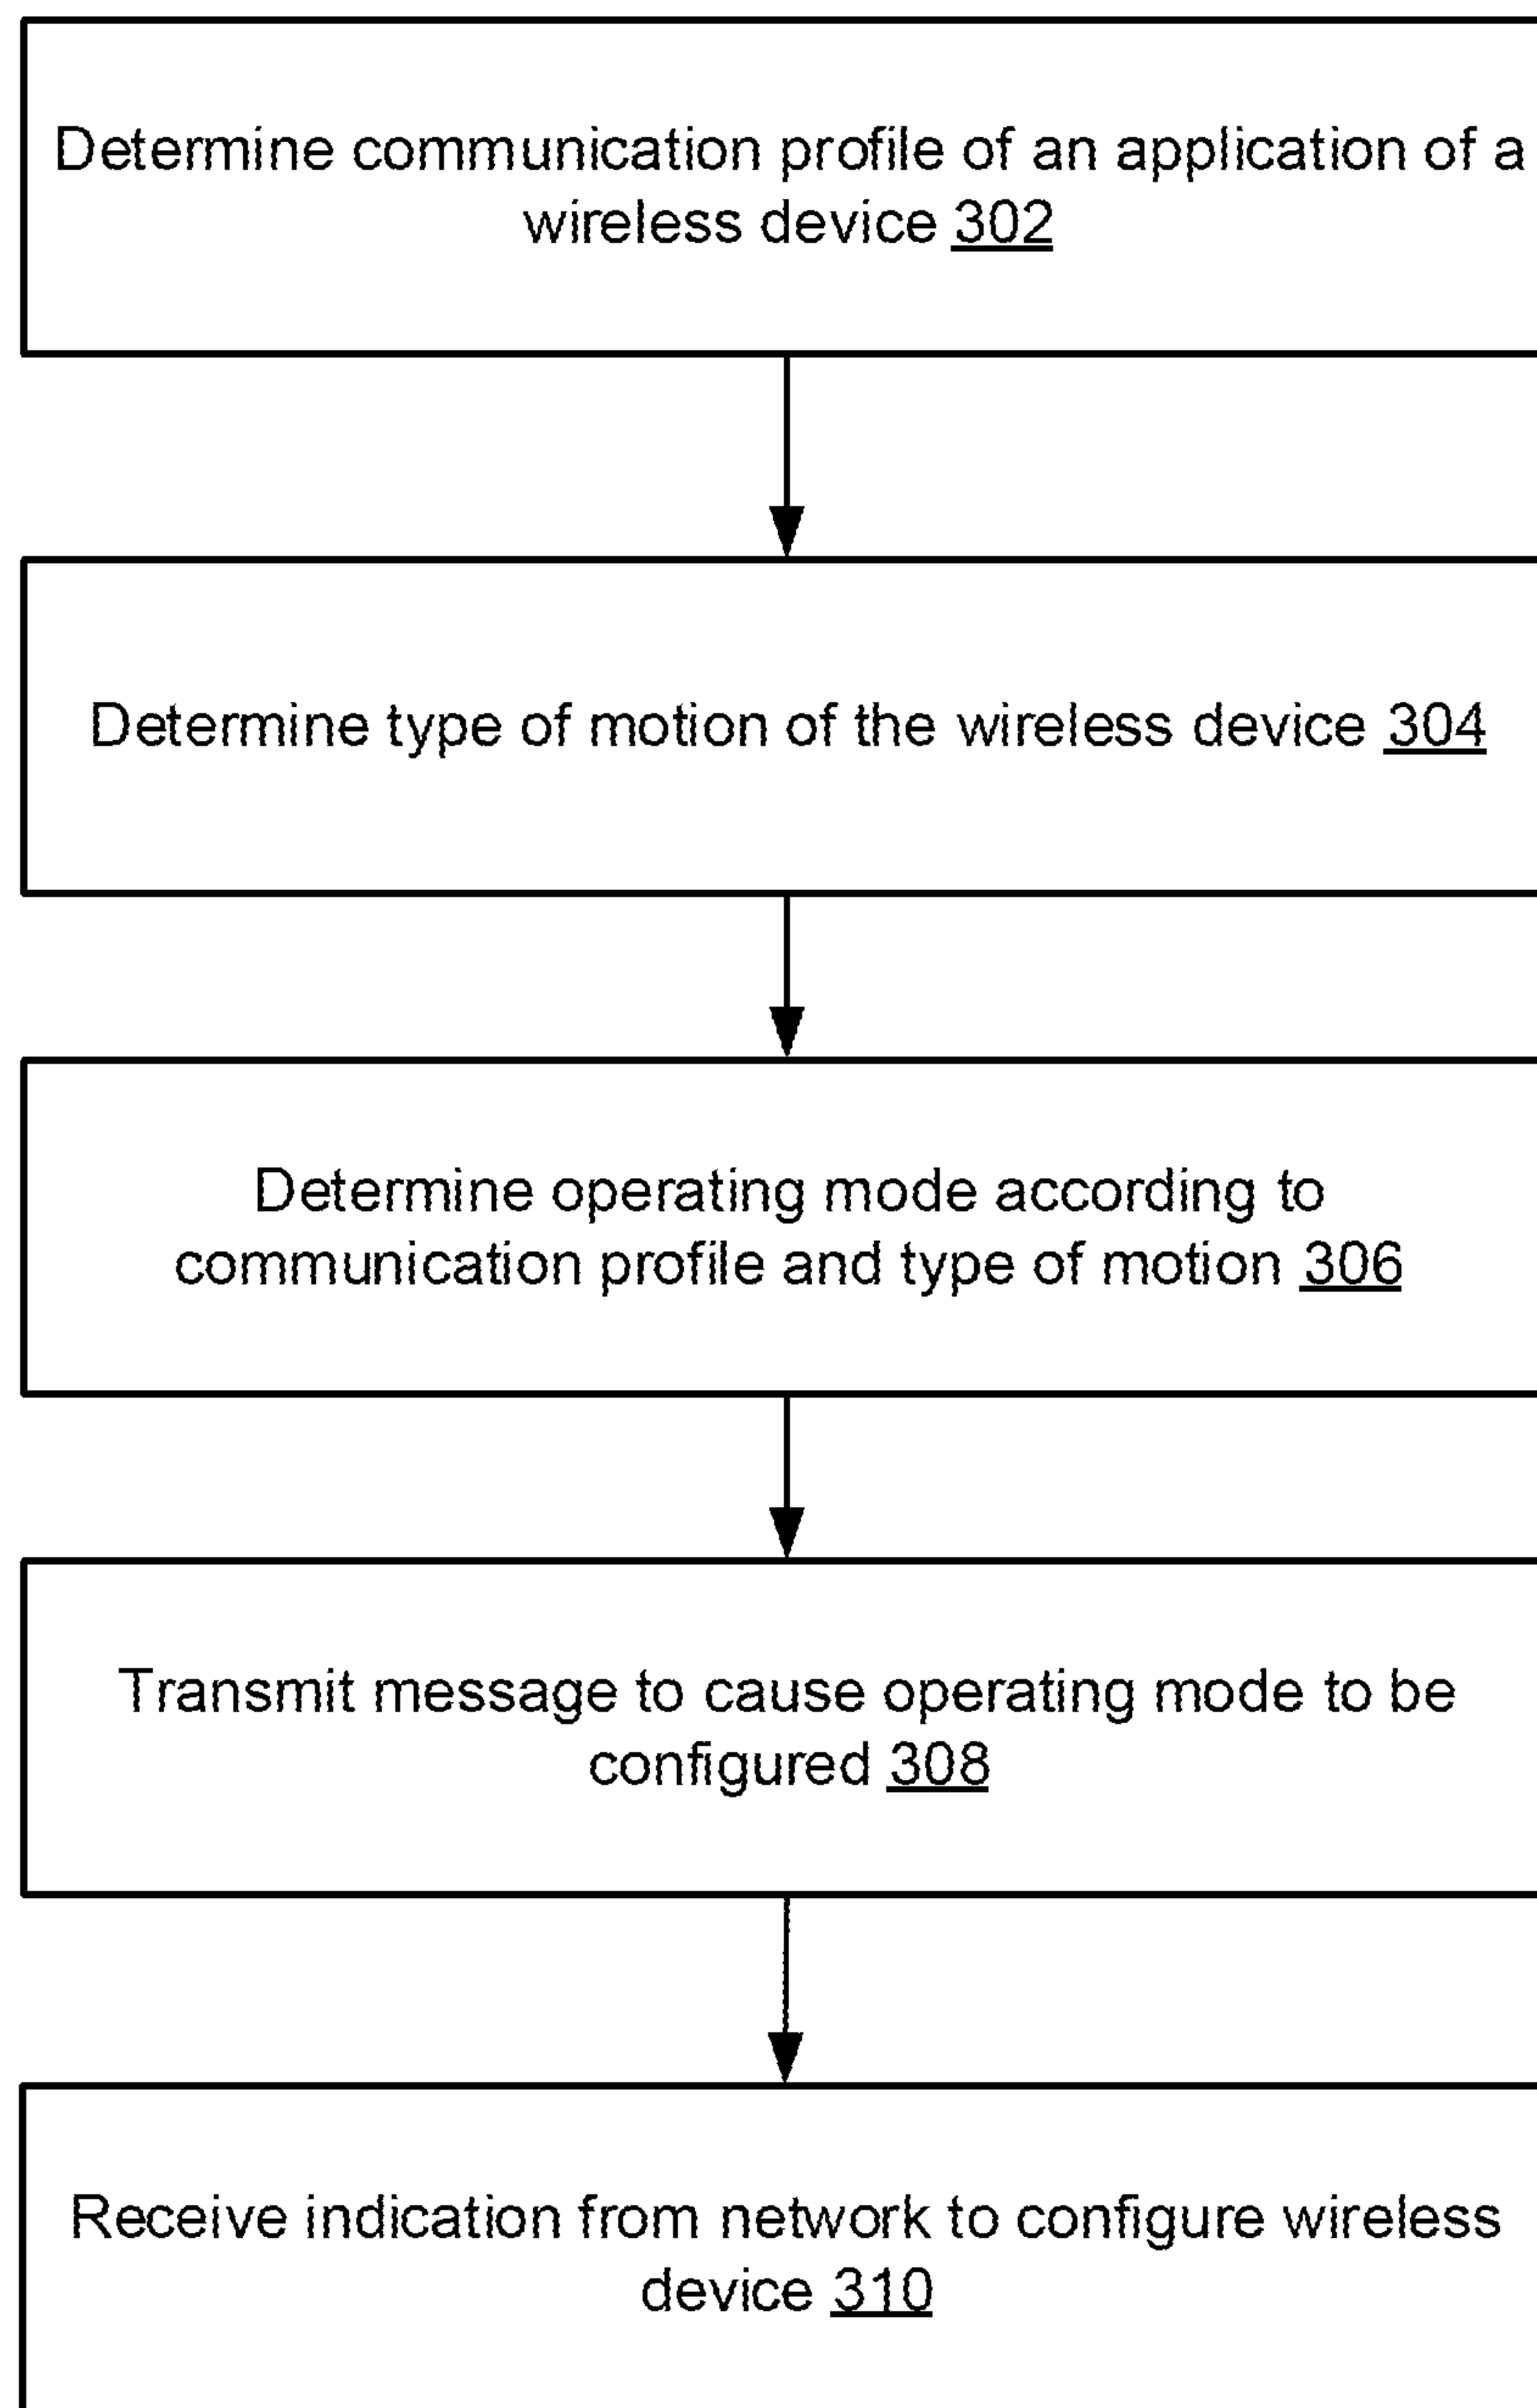 Determine communication profile of an application of a
wireless device 302
Determine type of motion of the wireless device 304
Determine operating mode according to
communication profile and type of motion 306
Transmit message to cause operating mode to be
configured 308
Receive indication from network to configure wireless
device 310